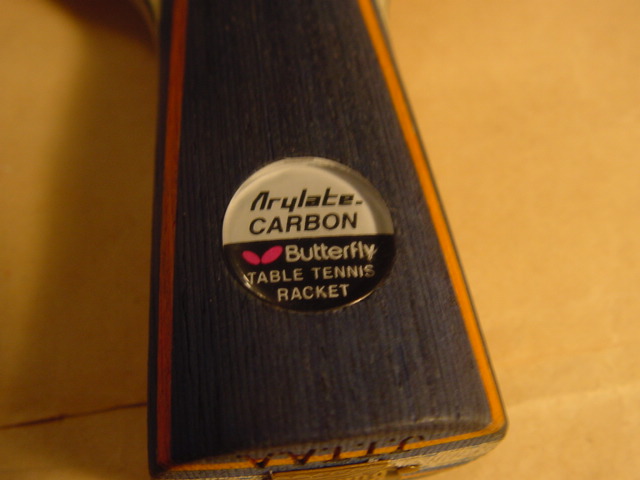 Arylate-
CARBON
Butterfly
TABLE TENNIS
RACKET